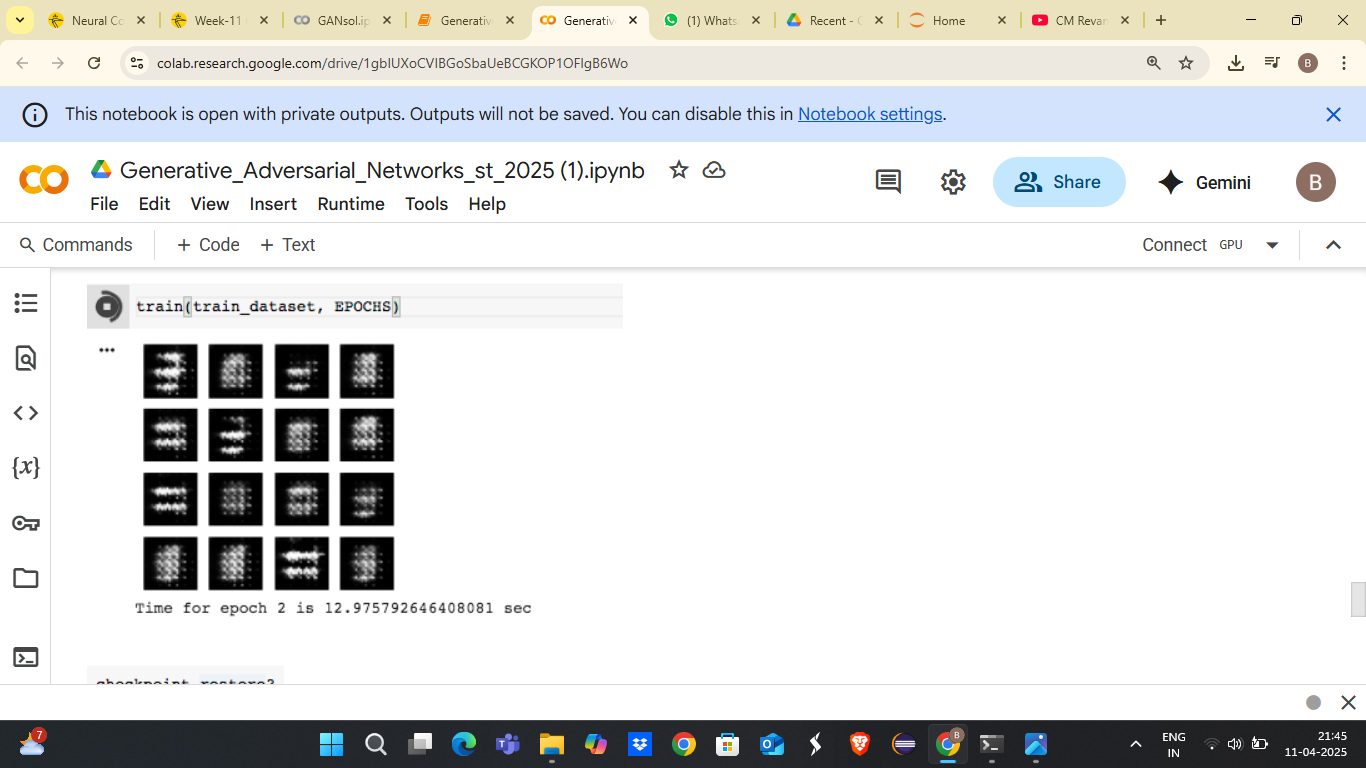 Neural Co
Week-11
GANsol.ip
Generativ
Generativ
(1) Whats
Recent -
Home
CM Revan
colab.research.google.com/drive/1gbIUXoCVIBGoSbaUeBCGKOP1OFIgB6Wo
B
This notebook is open with private outputs. Outputs will not be saved. You can disable this in Notebook settings.
Generative_Adversarial_Networks_st_2025 (1).ipynb
Share
Gemini
B
File Edit View Insert Runtime Tools Help
Commands + Code + Text
Connect GPU
train(train_dataset, EPOCHS)
Time for epoch 2 is 12.975792646408081 sec
7
B
ENG
IN
21:45
11-04-2025